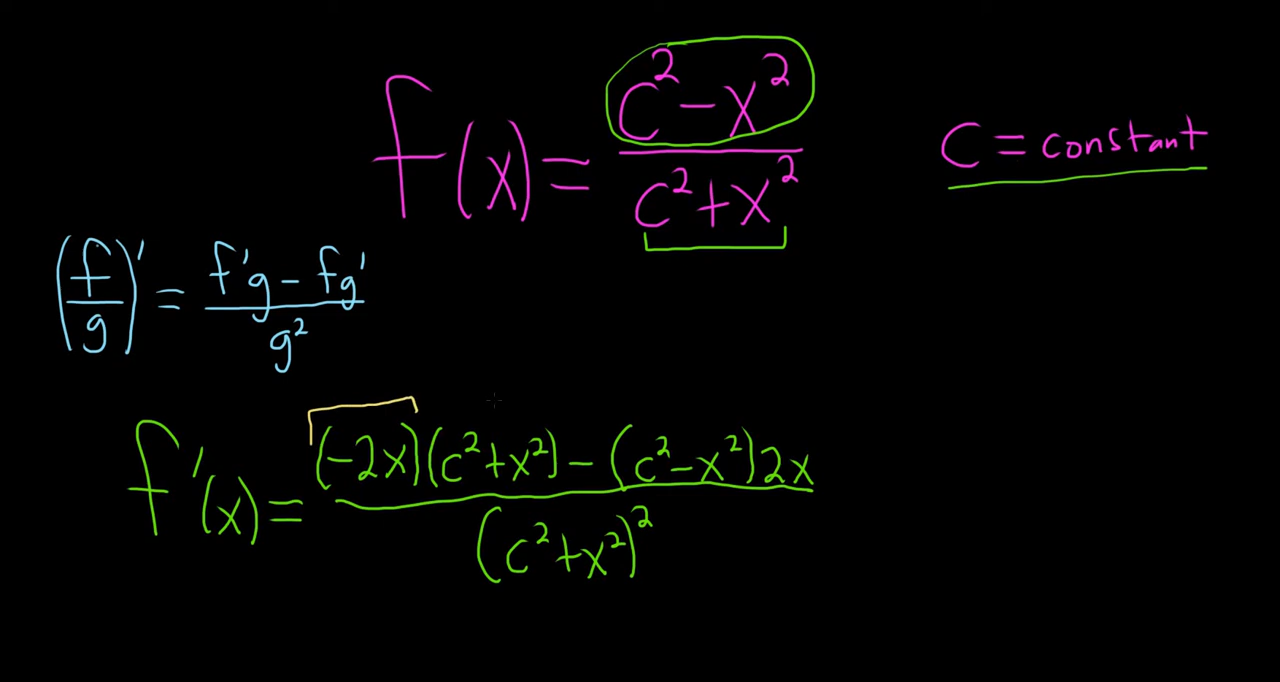 f(x) = (c² - x²)/(c² + x²)
C = constant
(f/g)' = (f'g - fg')/g²
f'(x) = ((-2x)(c²+x²) - (c²-x²)2x)/(c²+x²)²